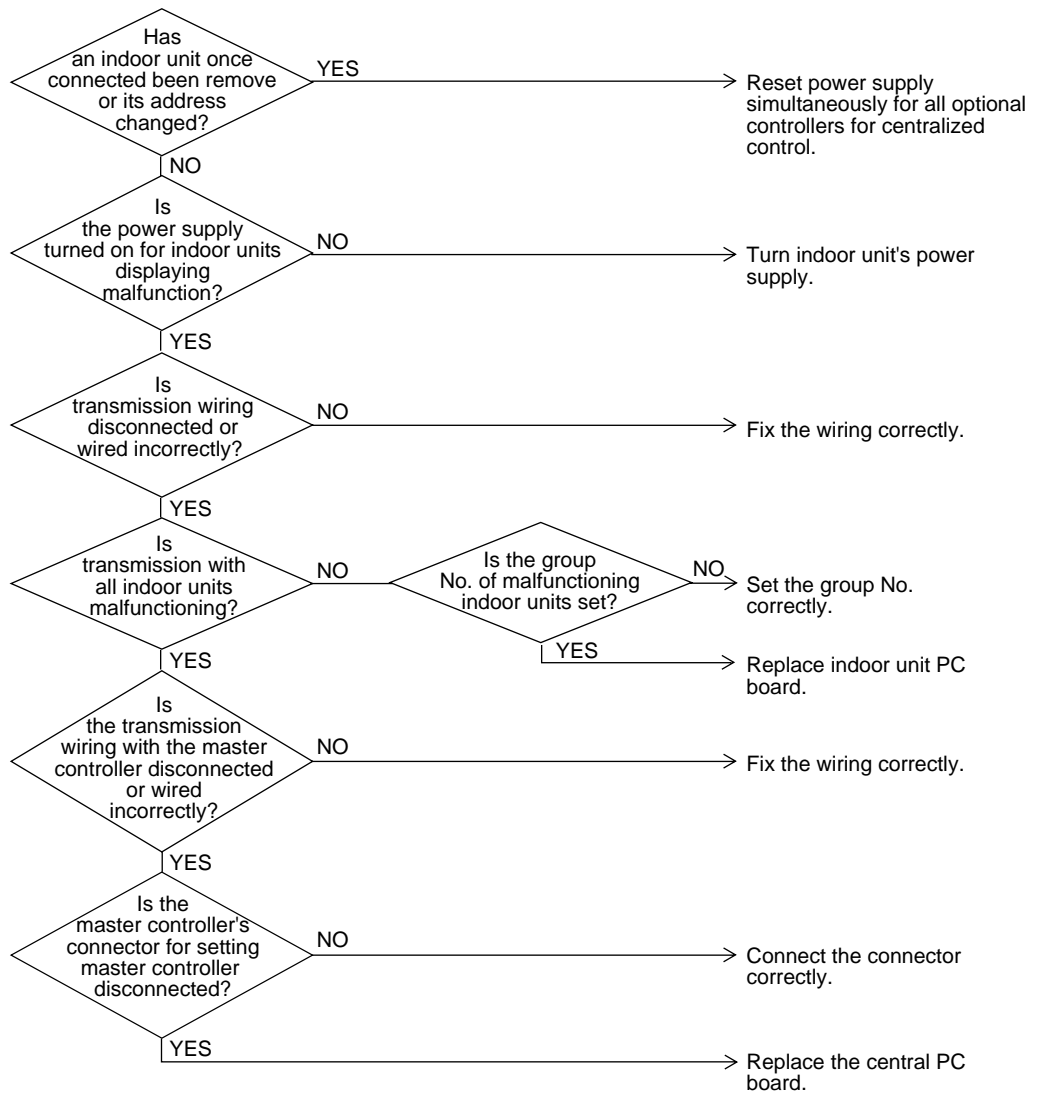 Has
an indoor unit once
connected been remove
or its address
changed?
YES
Reset power supply
simultaneously for all optional
controllers for centralized
control.
NO
Is
the power supply
turned on for indoor units
displaying
malfunction?
NO
Turn indoor unit's power
supply.
YES
Is
transmission wiring
disconnected or
wired incorrectly?
NO
Fix the wiring correctly.
YES
Is
transmission with
all indoor units
malfunctioning?
NO
Is the group
No. of malfunctioning
indoor units set?
NO
Set the group No.
correctly.
YES
Replace indoor unit PC
board.
YES
Is
the transmission
wiring with the master
controller disconnected
or wired
incorrectly?
NO
Fix the wiring correctly.
YES
Is the
master controller's
connector for setting
master controller
disconnected?
NO
Connect the connector
correctly.
YES
Replace the central PC
board.